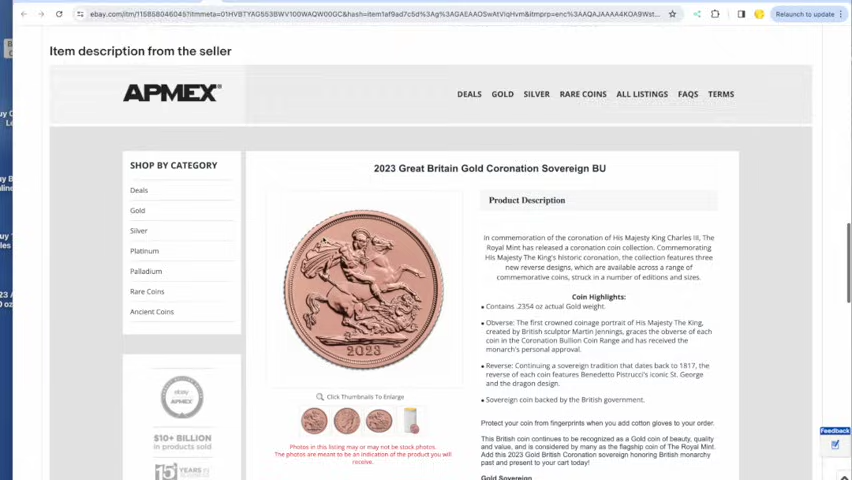 Relaunch to update
Item description from the seller
APMEX
DEALS GOLD SILVER RARE COINS ALL LISTINGS FAQS TERMS
SHOP BY CATEGORY
Deals
Gold
Silver
Platinum
Palladium
Rare Coins
Ancient Coins
ebay
APMEX
$10+ BILLION
in products sold
15 YEARS
2023 Great Britain Gold Coronation Sovereign BU
2023
Click Thumbnails To Enlarge
Photos in this listing may or may not be stock photos.
The photos are meant to be an indication of the product you will
receive.
Product Description
In commemoration of the coronation of His Majesty King Charles III, The
Royal Mint has released a coronation coin collection. Commemorating
His Majesty The King's historic coronation, the collection features three
new reverse designs, which are available across a range of
commemorative coins, struck in a number of editions and sizes.
Coin Highlights:
• Contains .2354 oz actual Gold weight.
• Obverse: The first crowned coinage portrait of His Majesty The King,
created by British sculptor Martin Jennings, graces the obverse of each
coin in the Coronation Bullion Coin Range and has received the
monarch's personal approval.
• Reverse: Continuing a sovereign tradition that dates back to 1817, the
reverse of each coin features Benedetto Pistrucci's iconic St. George
and the dragon design.
• Sovereign coin backed by the British government.
Protect your coin from fingerprints when you add cotton gloves to your order.
This British coin continues to be recognized as a Gold coin of beauty, quality
and value, and is considered by many as the flagship coin of The Royal Mint.
Add this 2023 Gold British Coronation sovereign honoring British monarchy
past and present to your cart today!
Gold Sovereign
Feedback